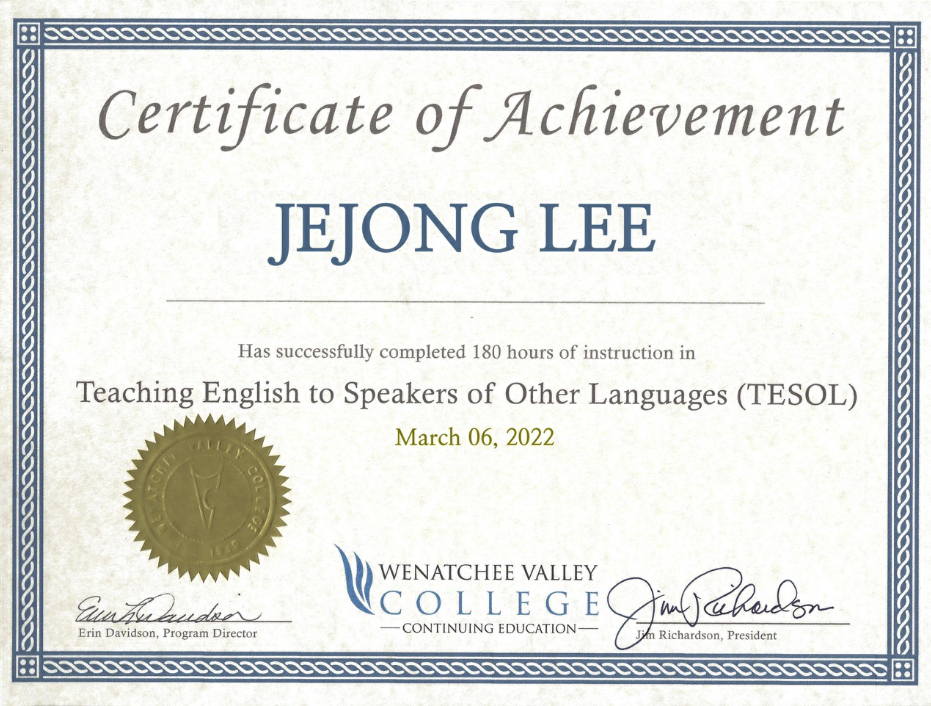 Certificate of Achievement
JEJONG LEE
Has successfully completed 180 hours of instruction in
Teaching English to Speakers of Other Languages (TESOL)
March 06, 2022
WENATCHEE VALLEY COLLEGE
WENATCHEE VALLEY
COLLEGE
CONTINUING EDUCATION
Erin Davidson
Erin Davidson, Program Director
Jim Richardson
Jim Richardson, President